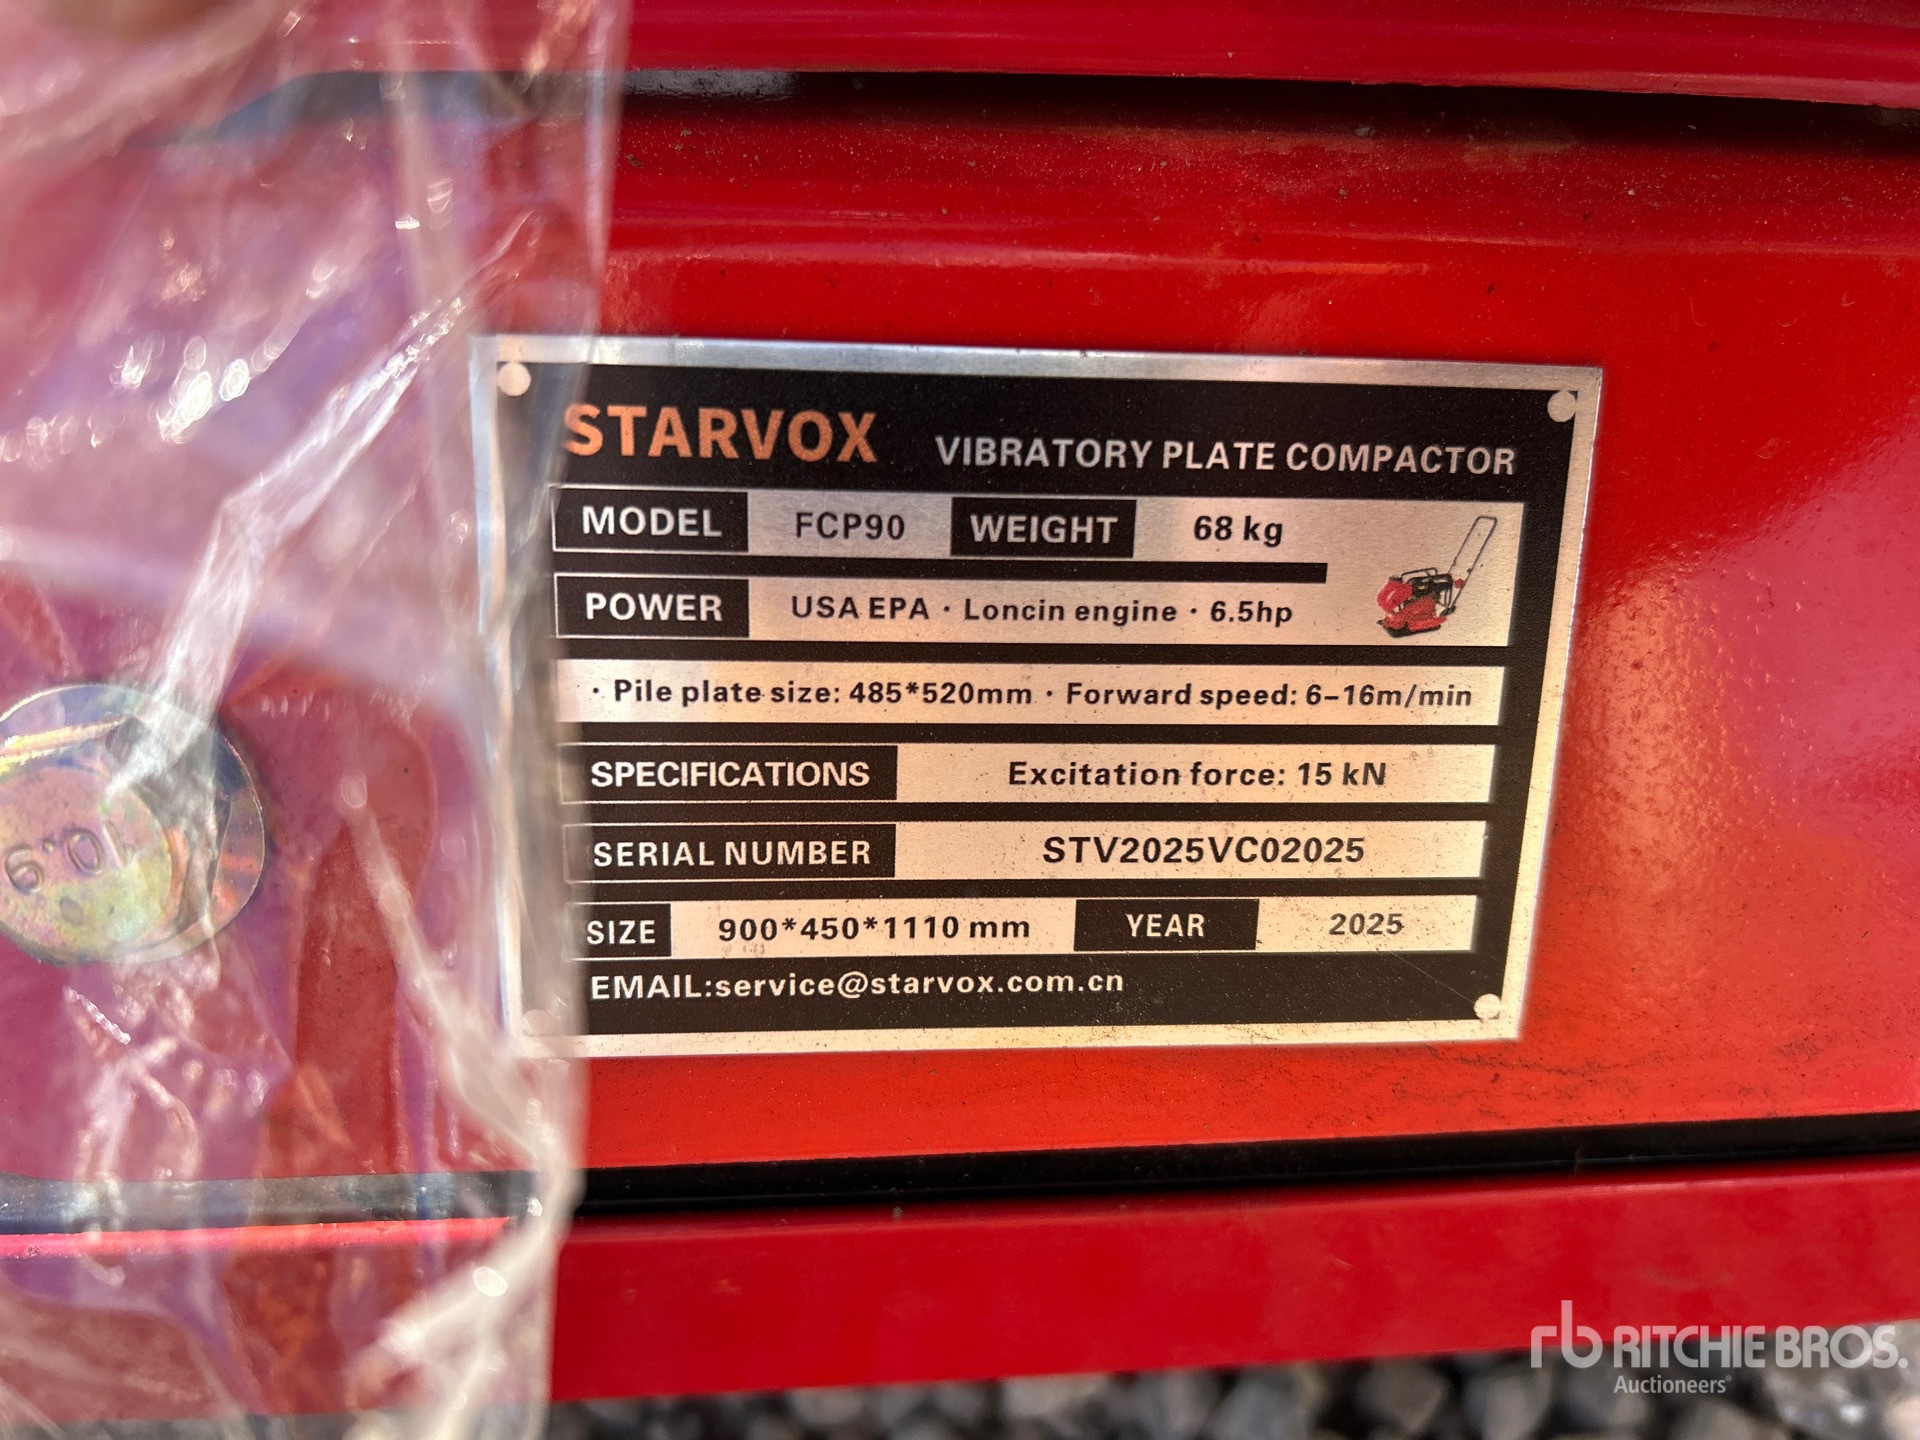 STARVOX VIBRATORY PLATE COMPACTOR
MODEL FCP90 WEIGHT 68 kg
POWER USA EPA · Loncin engine · 6.5hp
· Pile plate size: 485*520mm · Forward speed: 6-16m/min
SPECIFICATIONS Excitation force: 15 kN
SERIAL NUMBER STV2025VC02025
SIZE 900*450*1110 mm YEAR 2025
EMAIL:service@starvox.com.cn
10.9
rb RITCHIE BROS.
Auctioneers